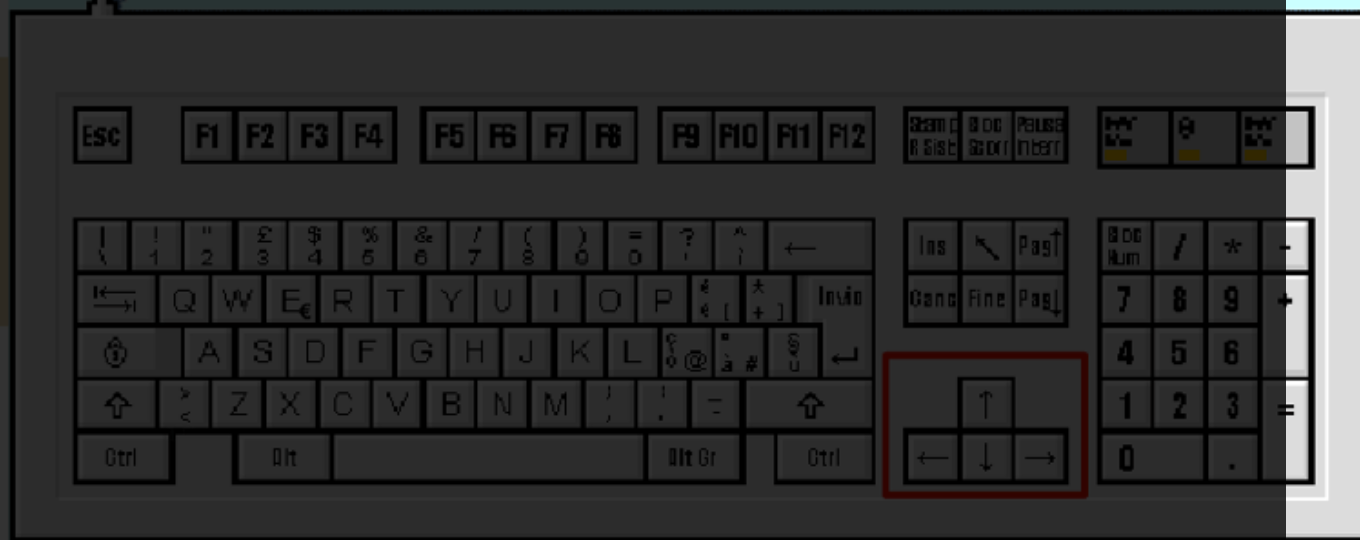 Esc F1 F2 F3 F4 F5 F6 F7 F8 F9 F10 F11 F12 Stamp Bloc Pausa
R Sist Scorr Interr
| ! " £ $ % & / ( ) = ? ^ ← Ins ↖ Pag↑ Bloc / * -
\ 1 2 3 4 5 6 7 8 9 0 ' ì Num
Q W E € R T Y U I O P é * Invio Canc Fine Pag↓ 7 8 9 +
è [ + ]
A S D F G H J K L ç ° § ↵ 4 5 6
ò @ à # ù
⇧ > Z X C V B N M ; : _ ⇧ ↑ 1 2 3 =
< , . -
Ctrl Alt Alt Gr Ctrl ← ↓ → 0 .